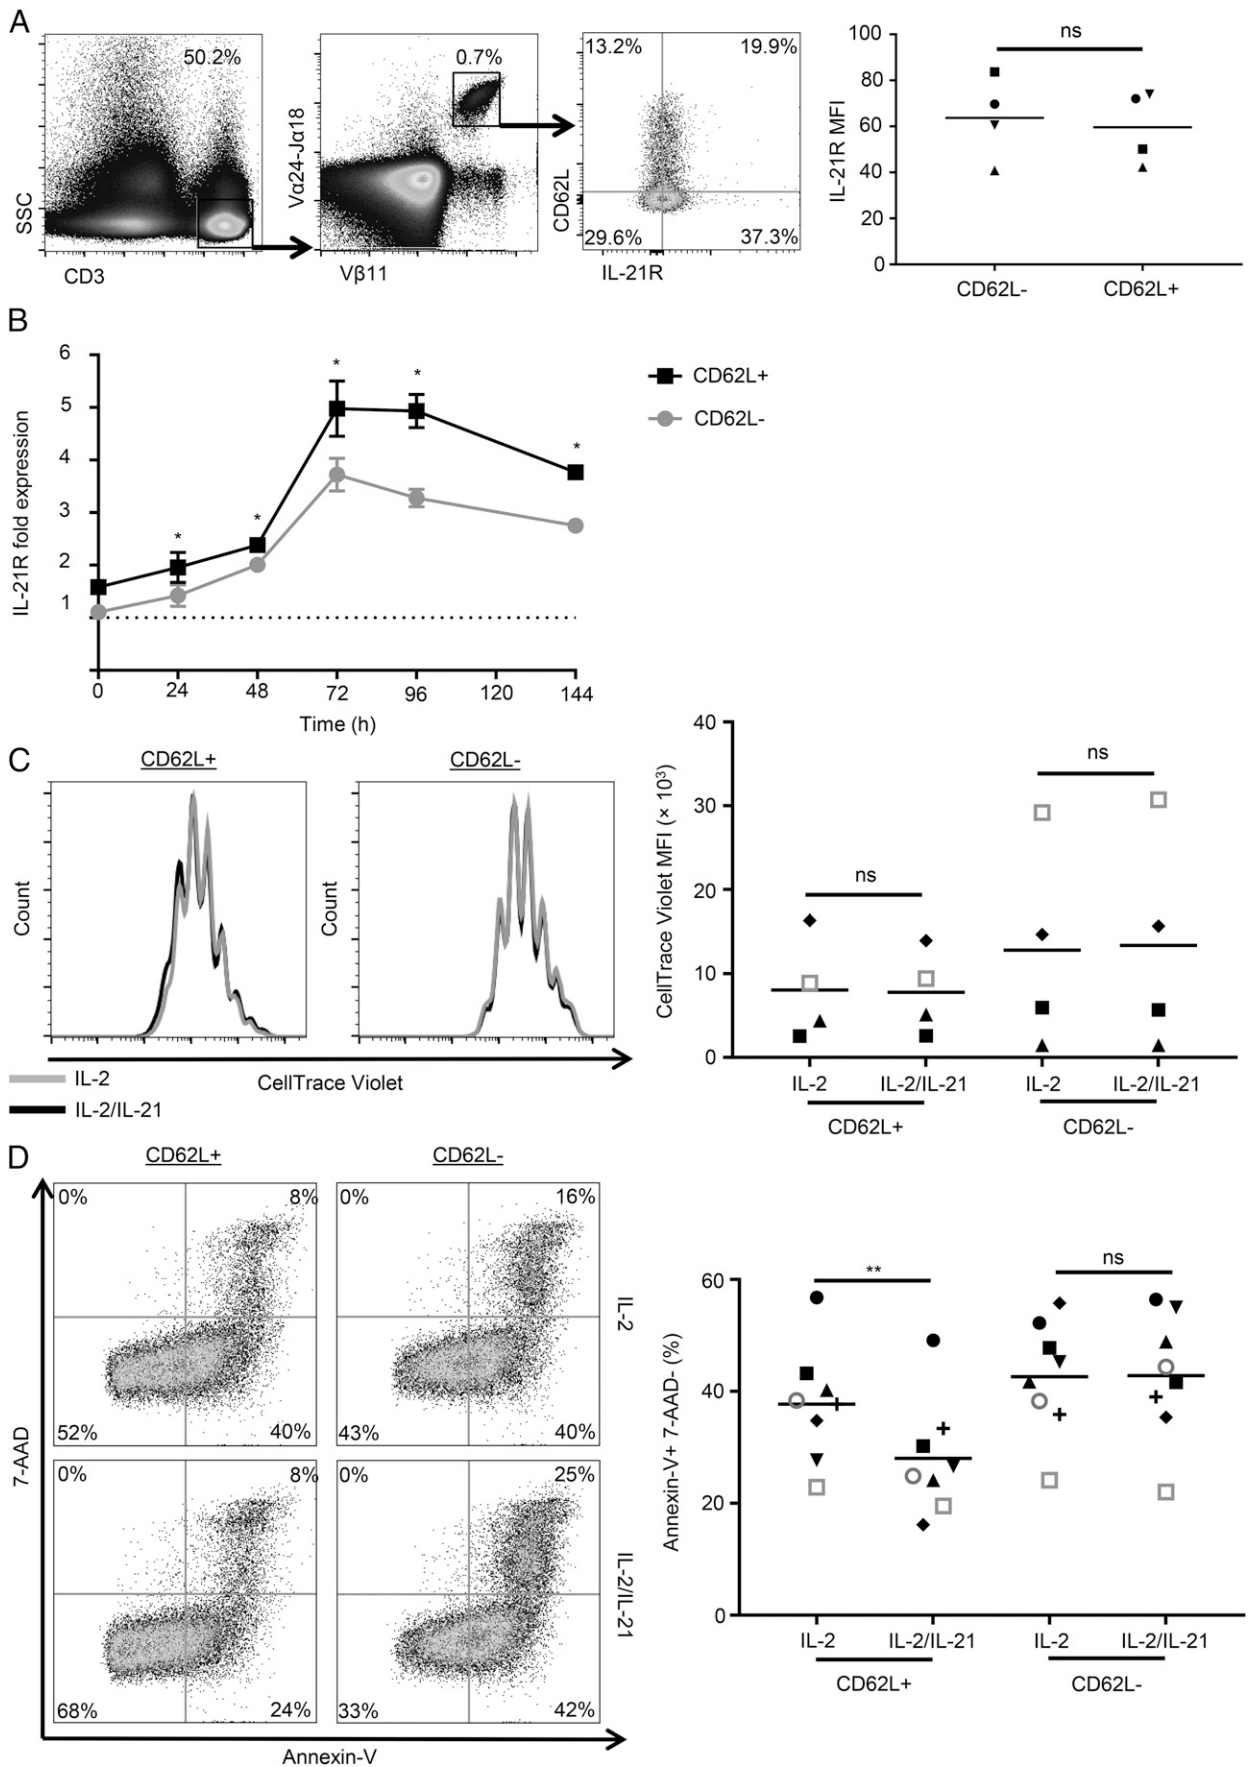 A
50.2%
SSC
CD3
0.7%
Vα24-Jα18
Vβ11
13.2%
19.9%
29.6%
37.3%
CD62L
IL-21R
ns
100
80
60
40
20
0
IL-21R MFI
CD62L-
CD62L+
B
6
5
4
3
2
1
IL-21R fold expression
*
*
*
*
*
0
24
48
72
96
120
144
Time (h)
CD62L+
CD62L-
C
CD62L+
CD62L-
Count
Count
CellTrace Violet
IL-2
IL-2/IL-21
40
30
20
10
0
CellTrace Violet MFI (× 10³)
ns
ns
IL-2
IL-2/IL-21
IL-2
IL-2/IL-21
CD62L+
CD62L-
D
CD62L+
CD62L-
0%
8%
52%
40%
0%
16%
43%
40%
IL-2
0%
8%
68%
24%
0%
25%
33%
42%
IL-2/IL-21
7-AAD
Annexin-V
60
40
20
0
Annexin-V+ 7-AAD- (%)
**
ns
IL-2
IL-2/IL-21
IL-2
IL-2/IL-21
CD62L+
CD62L-